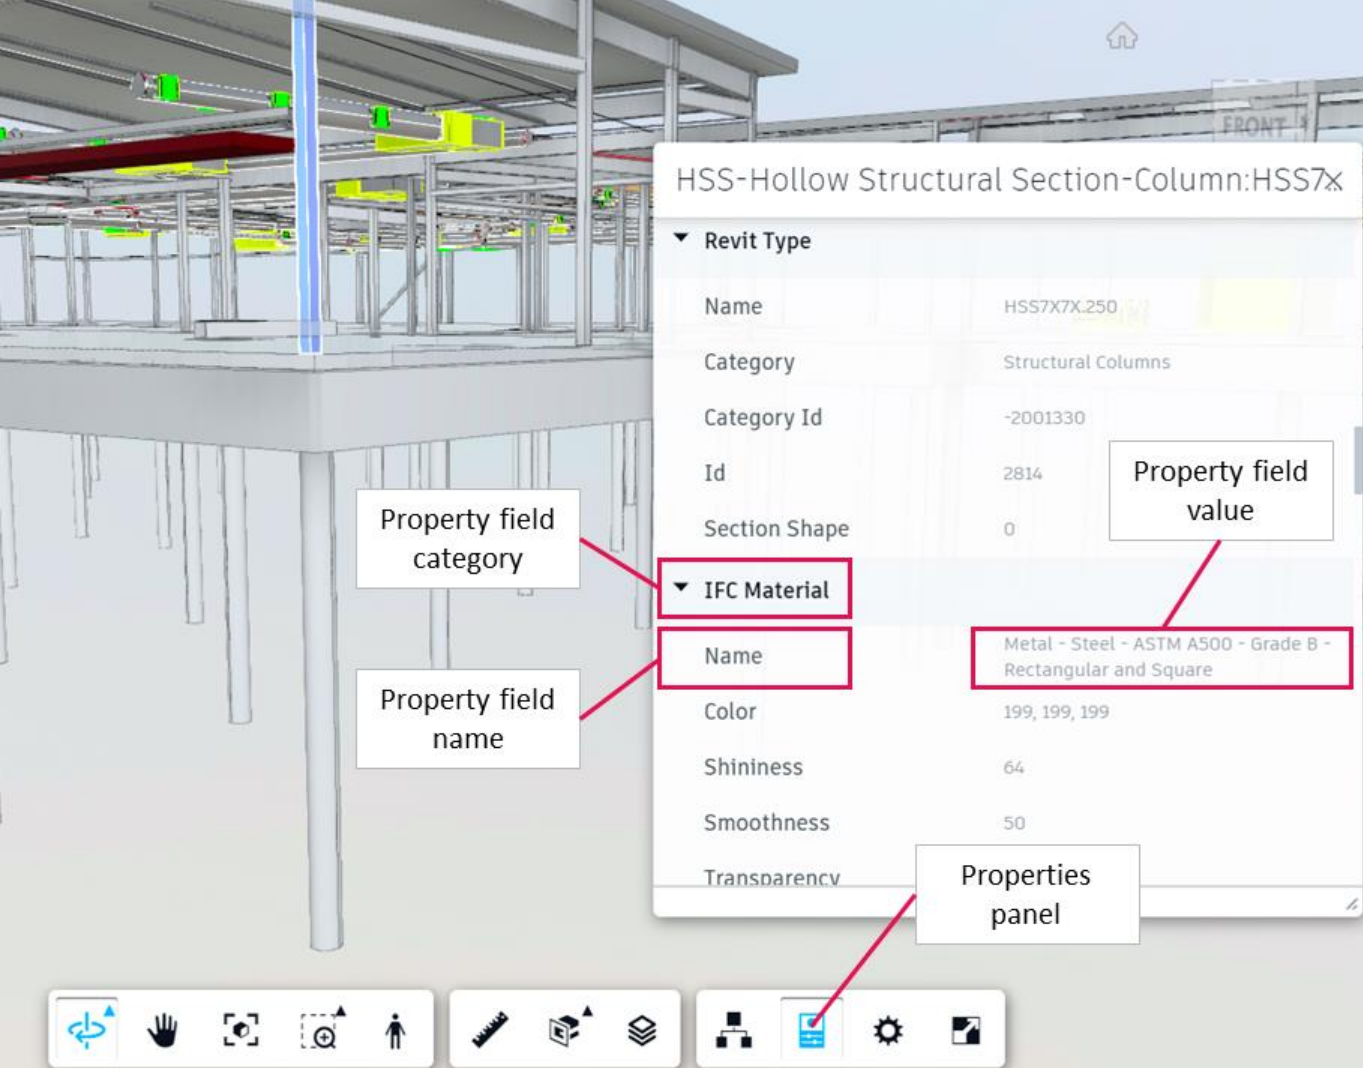 FRONT
HSS-Hollow Structural Section-Column:HSS7
Revit Type
Name HSS7X7X.250
Category Structural Columns
Category Id -2001330
Id 2814
Section Shape 0
Property field
value
Property field
category
IFC Material
Name Metal - Steel - ASTM A500 - Grade B -
Rectangular and Square
Property field
name
Color 199, 199, 199
Shininess 64
Smoothness 50
Transparency
Properties
panel